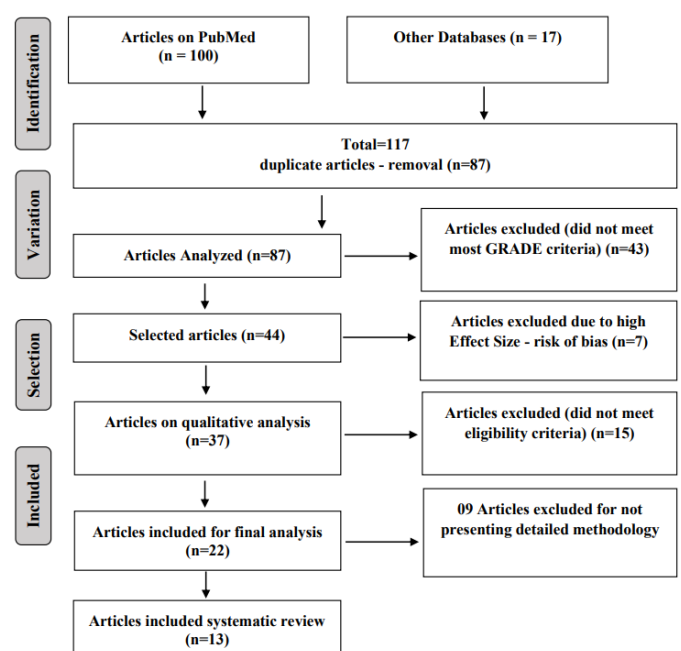 Articles on PubMed
(n = 100)
Other Databases (n = 17)
Identification
Total=117
duplicate articles - removal (n=87)
Variation
Articles Analyzed (n=87)
Articles excluded (did not meet
most GRADE criteria) (n=43)
Selection
Selected articles (n=44)
Articles excluded due to high
Effect Size - risk of bias (n=7)
Articles on qualitative analysis
(n=37)
Articles excluded (did not meet
eligibility criteria) (n=15)
Included
Articles included for final analysis
(n=22)
09 Articles excluded for not
presenting detailed methodology
Articles included systematic review
(n=13)